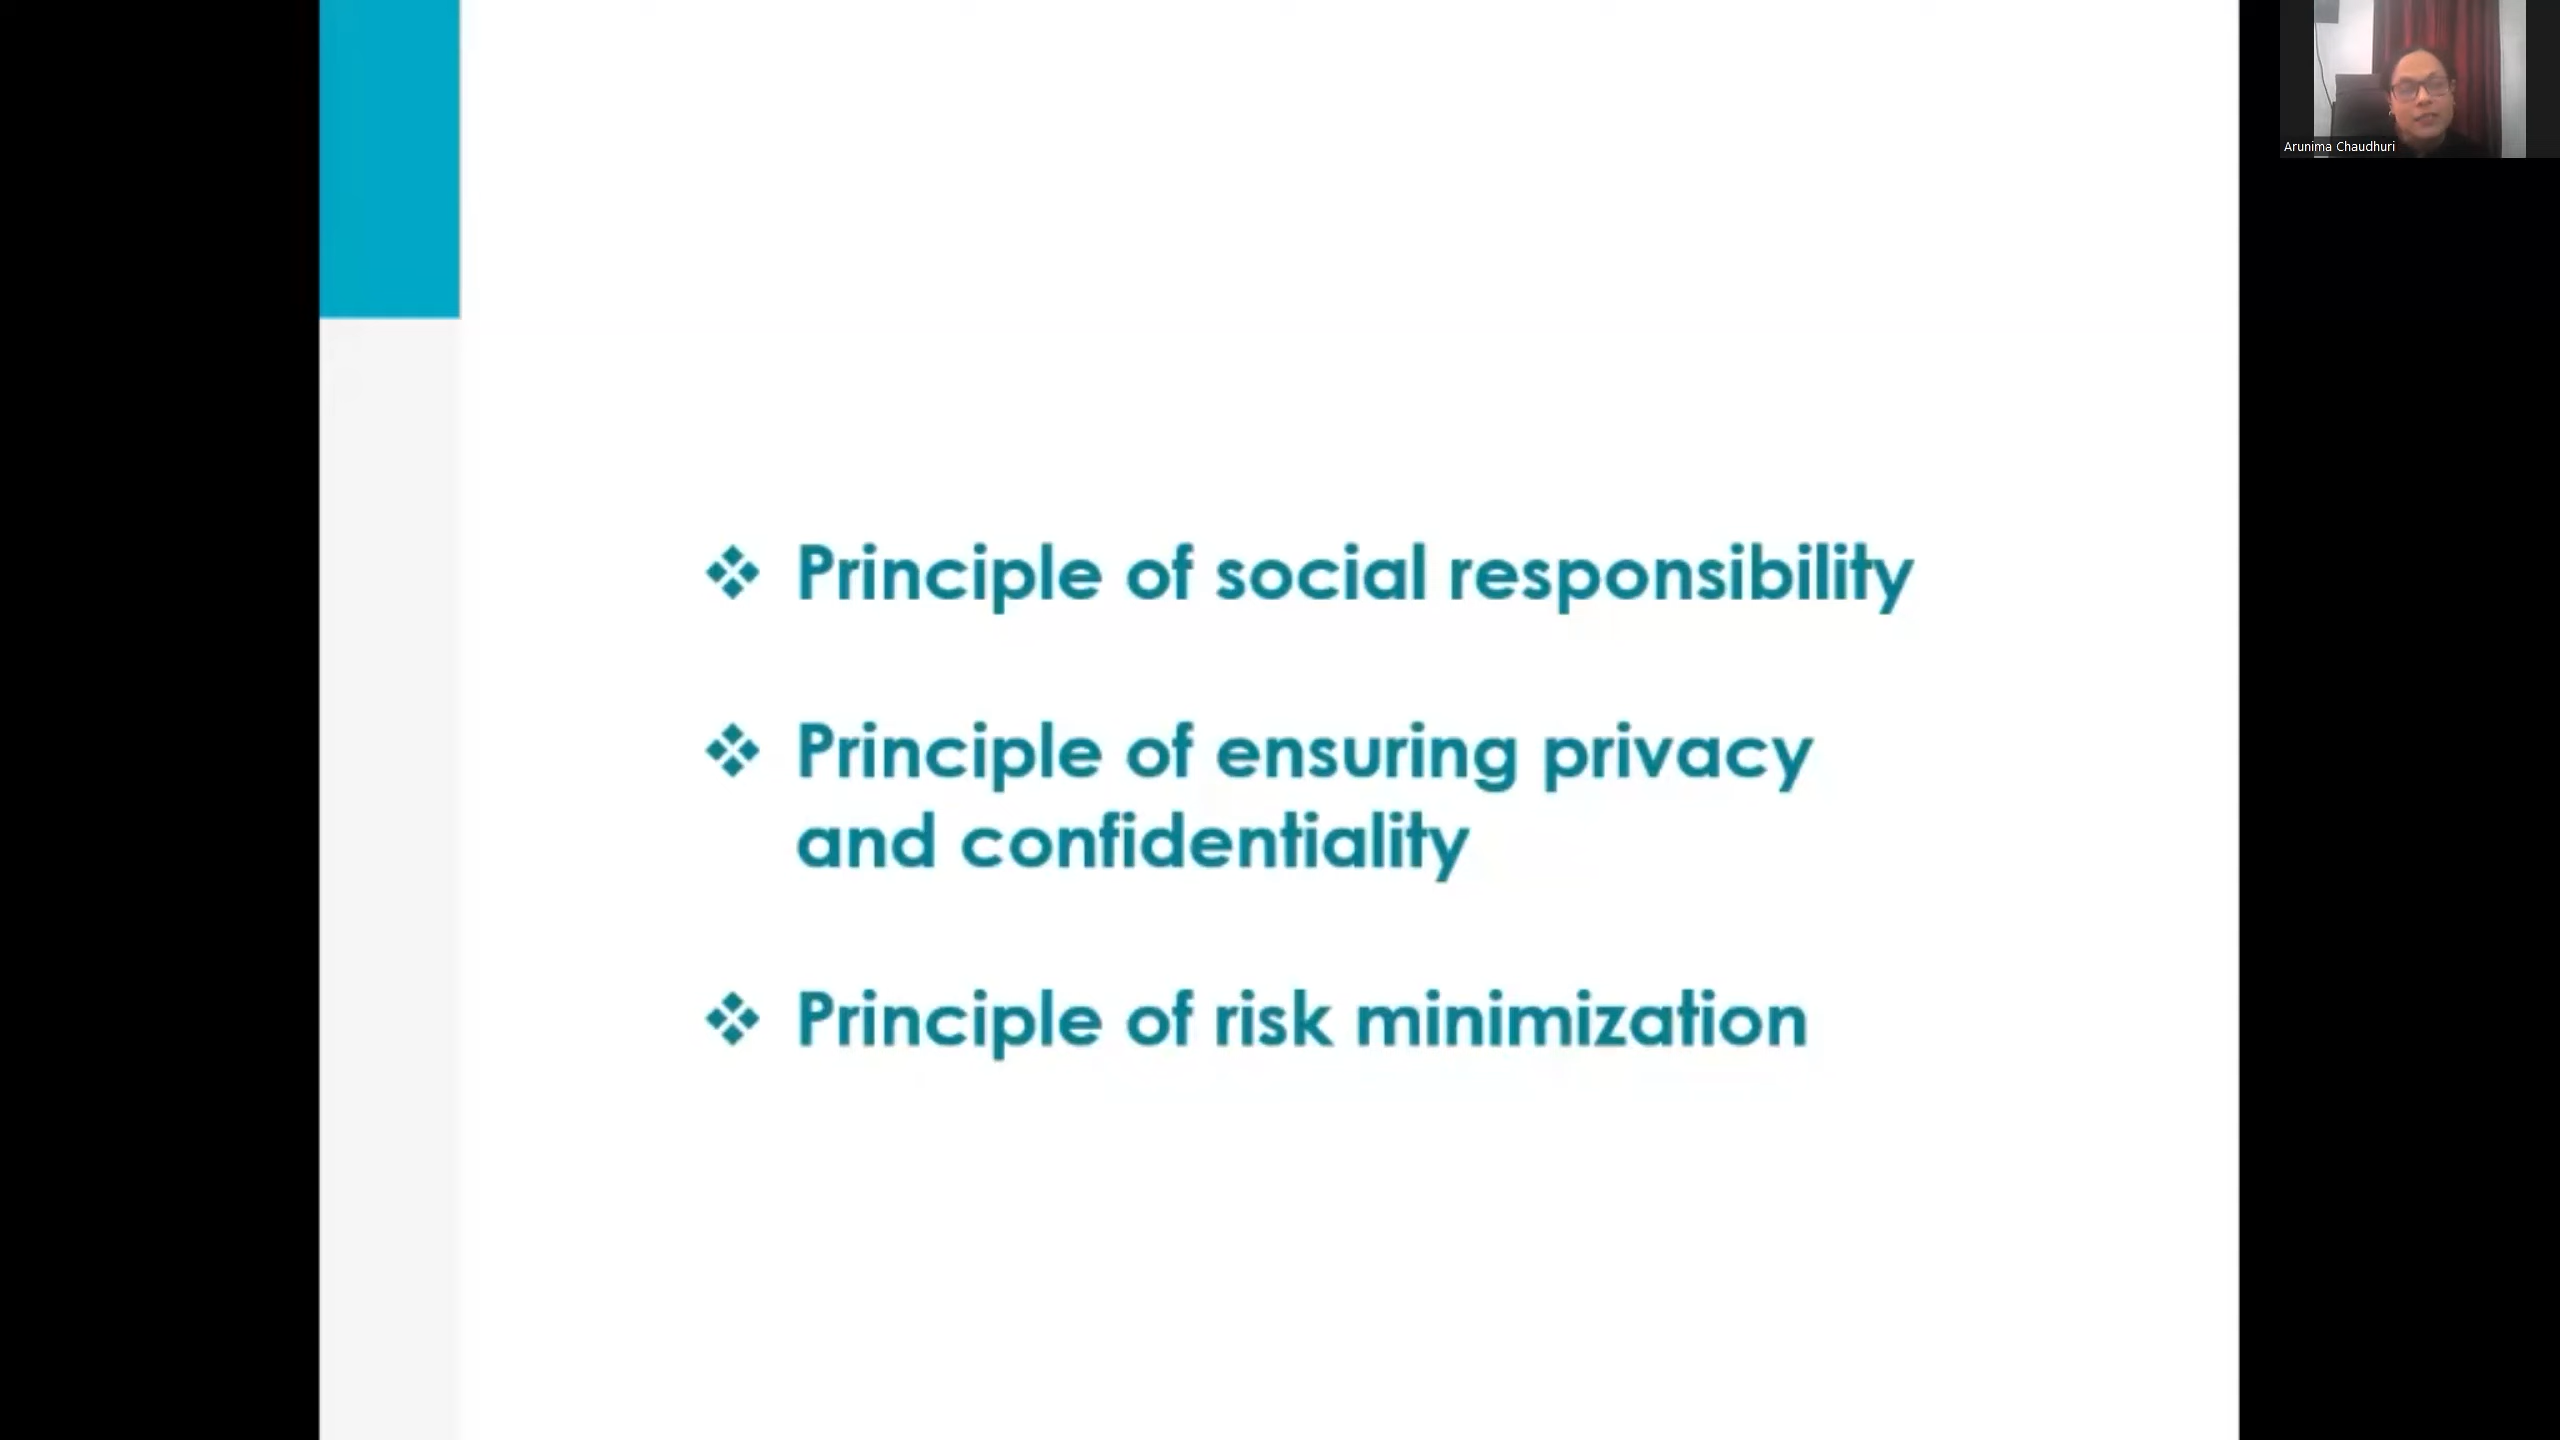 Arunima Chaudhuri
❖ Principle of social responsibility
❖ Principle of ensuring privacy
and confidentiality
❖ Principle of risk minimization